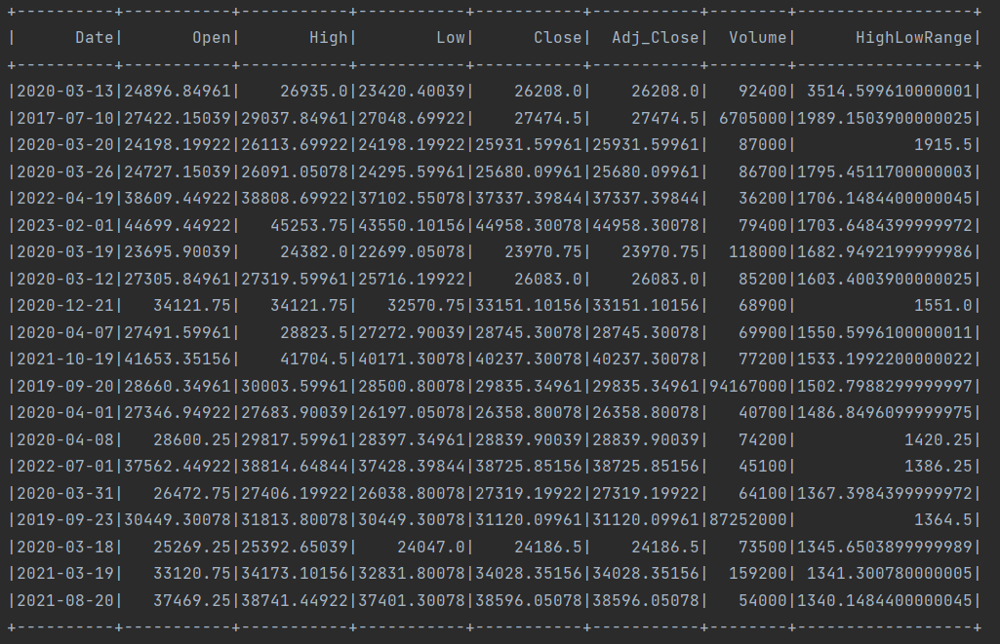 +----------+-----------+-----------+-----------+-----------+-----------+--------+------------------+
|      Date|       Open|       High|        Low|      Close|  Adj_Close|  Volume|      HighLowRange|
+----------+-----------+-----------+-----------+-----------+-----------+--------+------------------+
|2020-03-13|24896.84961|    26935.0|23420.40039|    26208.0|    26208.0|   92400| 3514.599610000001|
|2017-07-10|27422.15039|29037.84961|27048.69922|    27474.5|    27474.5| 6705000|1989.1503900000025|
|2020-03-20|24198.19922|26113.69922|24198.19922|25931.59961|25931.59961|   87000|            1915.5|
|2020-03-26|24727.15039|26091.05078|24295.59961|25680.09961|25680.09961|   86700|1795.4511700000003|
|2022-04-19|38609.44922|38808.69922|37102.55078|37337.39844|37337.39844|   36200|1706.1484400000045|
|2023-02-01|44699.44922|   45253.75|43550.10156|44958.30078|44958.30078|   79400|1703.6484399999972|
|2020-03-19|23695.90039|    24382.0|22699.05078|   23970.75|   23970.75|  118000|1682.9492199999986|
|2020-03-12|27305.84961|27319.59961|25716.19922|    26083.0|    26083.0|   85200|1603.4003900000025|
|2020-12-21|   34121.75|   34121.75|   32570.75|33151.10156|33151.10156|   68900|            1551.0|
|2020-04-07|27491.59961|    28823.5|27272.90039|28745.30078|28745.30078|   69900|1550.5996100000011|
|2021-10-19|41653.35156|    41704.5|40171.30078|40237.30078|40237.30078|   77200|1533.1992200000022|
|2019-09-20|28660.34961|30003.59961|28500.80078|29835.34961|29835.34961|94167000|1502.7988299999997|
|2020-04-01|27346.94922|27683.90039|26197.05078|26358.80078|26358.80078|   40700|1486.8496099999975|
|2020-04-08|   28600.25|29817.59961|28397.34961|28839.90039|28839.90039|   74200|           1420.25|
|2022-07-01|37562.44922|38814.64844|37428.39844|38725.85156|38725.85156|   45100|           1386.25|
|2020-03-31|   26472.75|27406.19922|26038.80078|27319.19922|27319.19922|   64100|1367.3984399999972|
|2019-09-23|30449.30078|31813.80078|30449.30078|31120.09961|31120.09961|87252000|            1364.5|
|2020-03-18|   25269.25|25392.65039|    24047.0|    24186.5|    24186.5|   73500|1345.6503899999989|
|2021-03-19|   33120.75|34173.10156|32831.80078|34028.35156|34028.35156|  159200| 1341.300780000005|
|2021-08-20|   37469.25|38741.44922|37401.30078|38596.05078|38596.05078|   54000|1340.1484400000045|
+----------+-----------+-----------+-----------+-----------+-----------+--------+------------------+